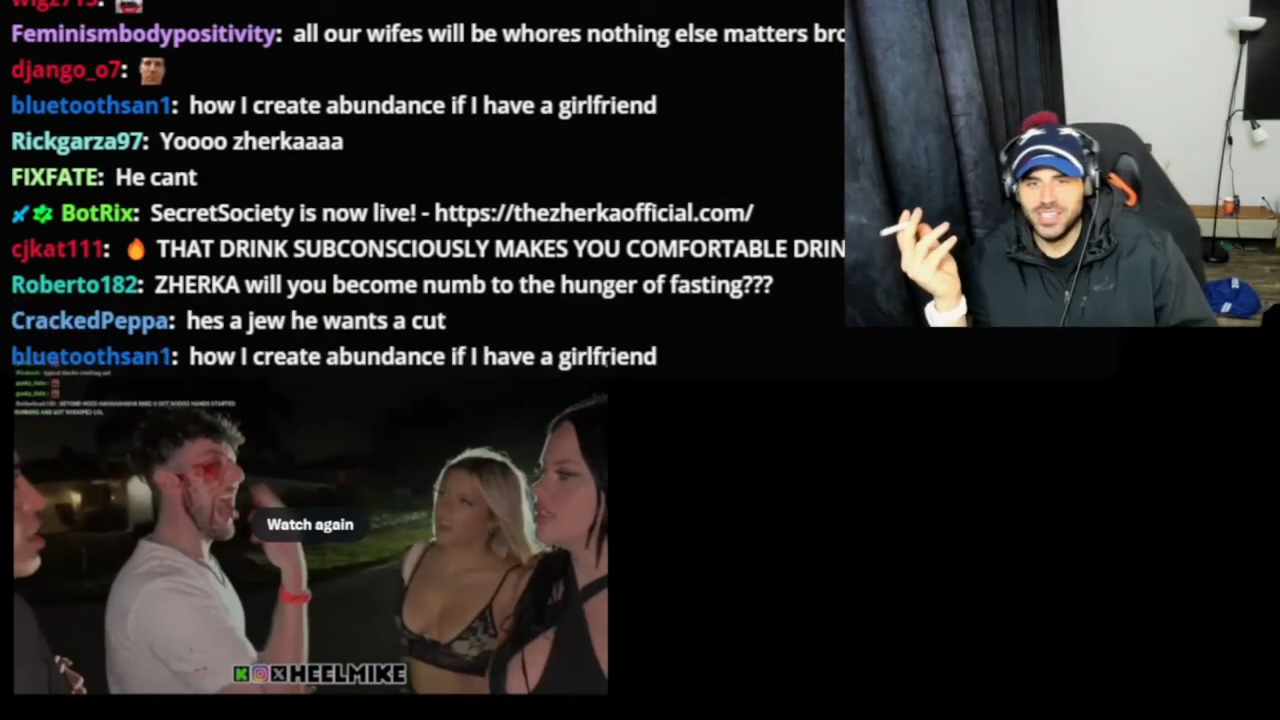 wigz715:
Feminismbodypositivity: all our wifes will be whores nothing else matters bro
django_o7:
bluetoothsan1: how I create abundance if I have a girlfriend
Rickgarza97: Yoooo zherkaaaa
FIXFATE: He cant
BotRix: SecretSociety is now live! - https://thezherkaofficial.com/
cjkat111: 🔥 THAT DRINK SUBCONSCIOUSLY MAKES YOU COMFORTABLE DRIN
Roberto182: ZHERKA will you become numb to the hunger of fasting???
CrackedPeppa: hes a jew he wants a cut
bluetoothsan1: how I create abundance if I have a girlfriend
Watch again
K X HEELMIKE